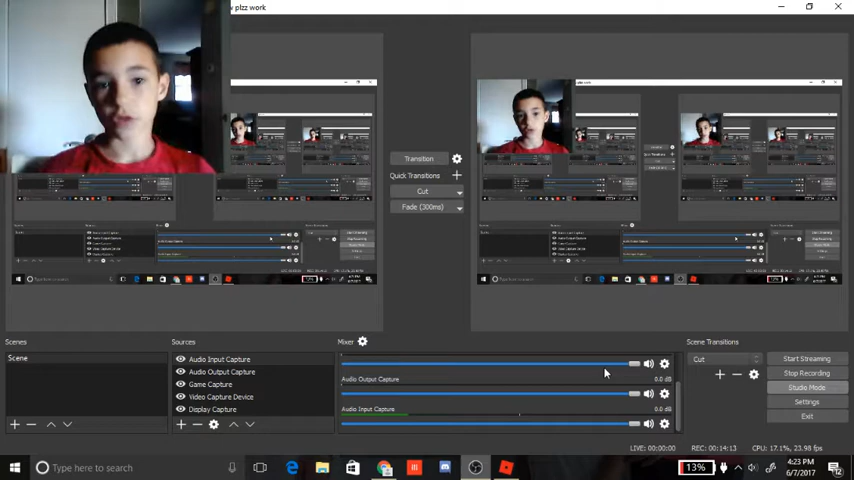 w plzz work
Transition
Quick Transitions
Cut
Fade (300ms)
Scenes
Sources
Mixer
Scene Transitions
Scene
Audio Input Capture
Audio Output Capture
Game Capture
Video Capture Device
Display Capture
Audio Output Capture 0.0 dB
Audio Input Capture 0.0 dB
Cut
Start Streaming
Stop Recording
Studio Mode
Settings
Exit
LIVE: 00:00:00 REC: 00:14:13 CPU: 17.1%, 23.98 fps
Type here to search
13%
4:23 PM
6/7/2017
12